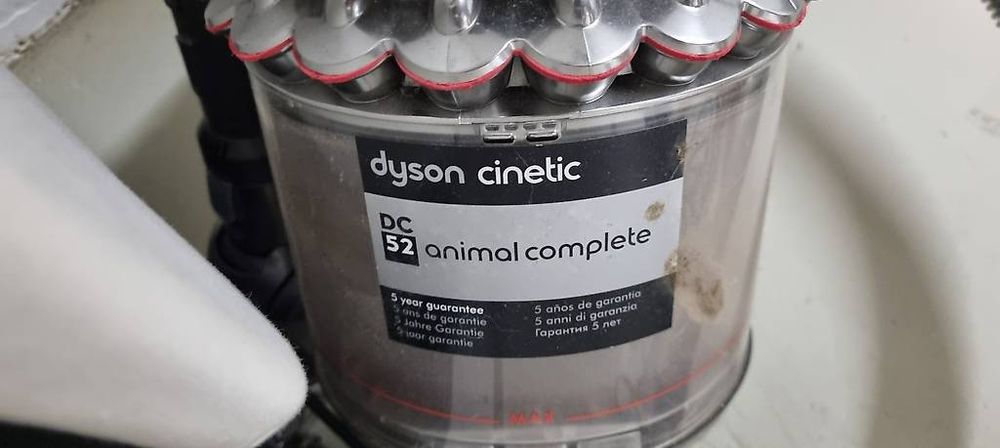 dyson cinetic
DC
52 animal complete
5 year guarantee
5 ans de garantie
5 Jahre Garantie
5 jaar garantie
5 años de garantia
5 anni di garanzia
Гарантия 5 лет
MAX